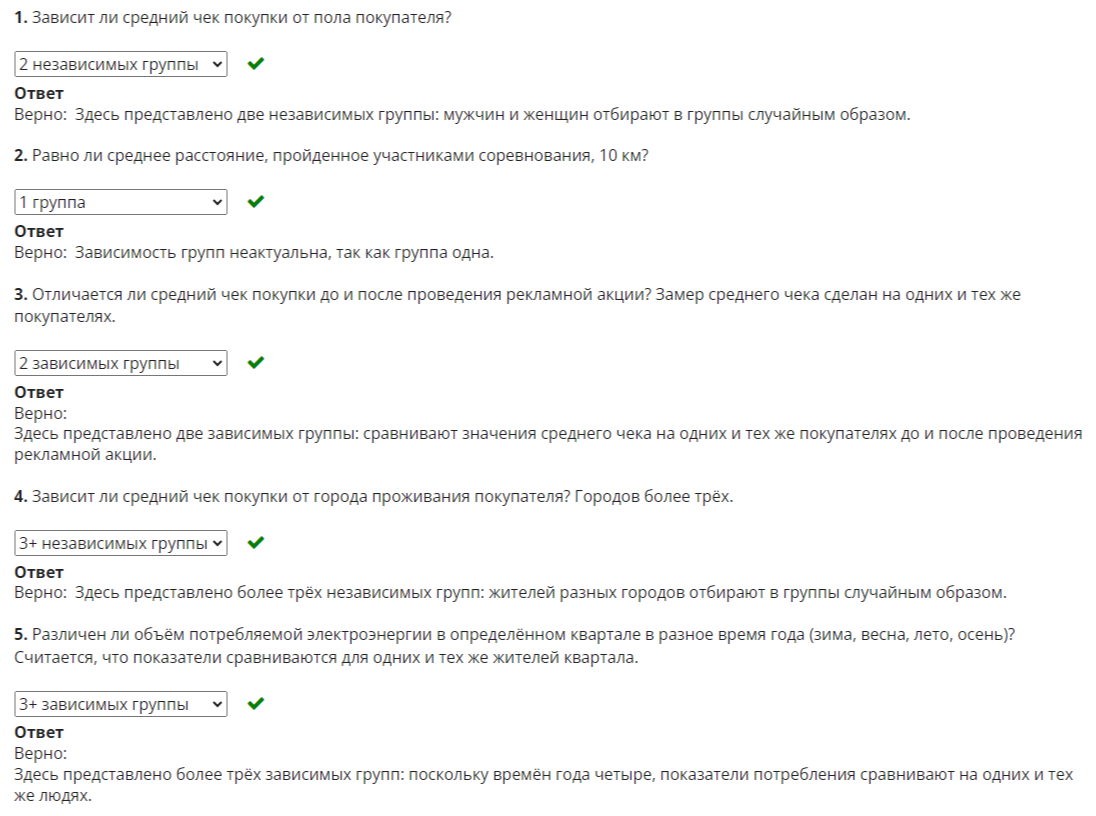 1. Зависит ли средний чек покупки от пола покупателя?
2 независимых группы
Ответ
Верно: Здесь представлено две независимых группы: мужчин и женщин отбирают в группы случайным образом.
2. Равно ли среднее расстояние, пройденное участниками соревнования, 10 км?
1 группа
Ответ
Верно: Зависимость групп неактуальна, так как группа одна.
3. Отличается ли средний чек покупки до и после проведения рекламной акции? Замер среднего чека сделан на одних и тех же
покупателях.
2 зависимых группы
Ответ
Верно:
Здесь представлено две зависимых группы: сравнивают значения среднего чека на одних и тех же покупателях до и после проведения
рекламной акции.
4. Зависит ли средний чек покупки от города проживания покупателя? Городов более трёх.
3+ независимых группы
Ответ
Верно: Здесь представлено более трёх независимых групп: жителей разных городов отбирают в группы случайным образом.
5. Различен ли объём потребляемой электроэнергии в определённом квартале в разное время года (зима, весна, лето, осень)?
Считается, что показатели сравниваются для одних и тех же жителей квартала.
3+ зависимых группы
Ответ
Верно:
Здесь представлено более трёх зависимых групп: поскольку времён года четыре, показатели потребления сравнивают на одних и тех
же людях.